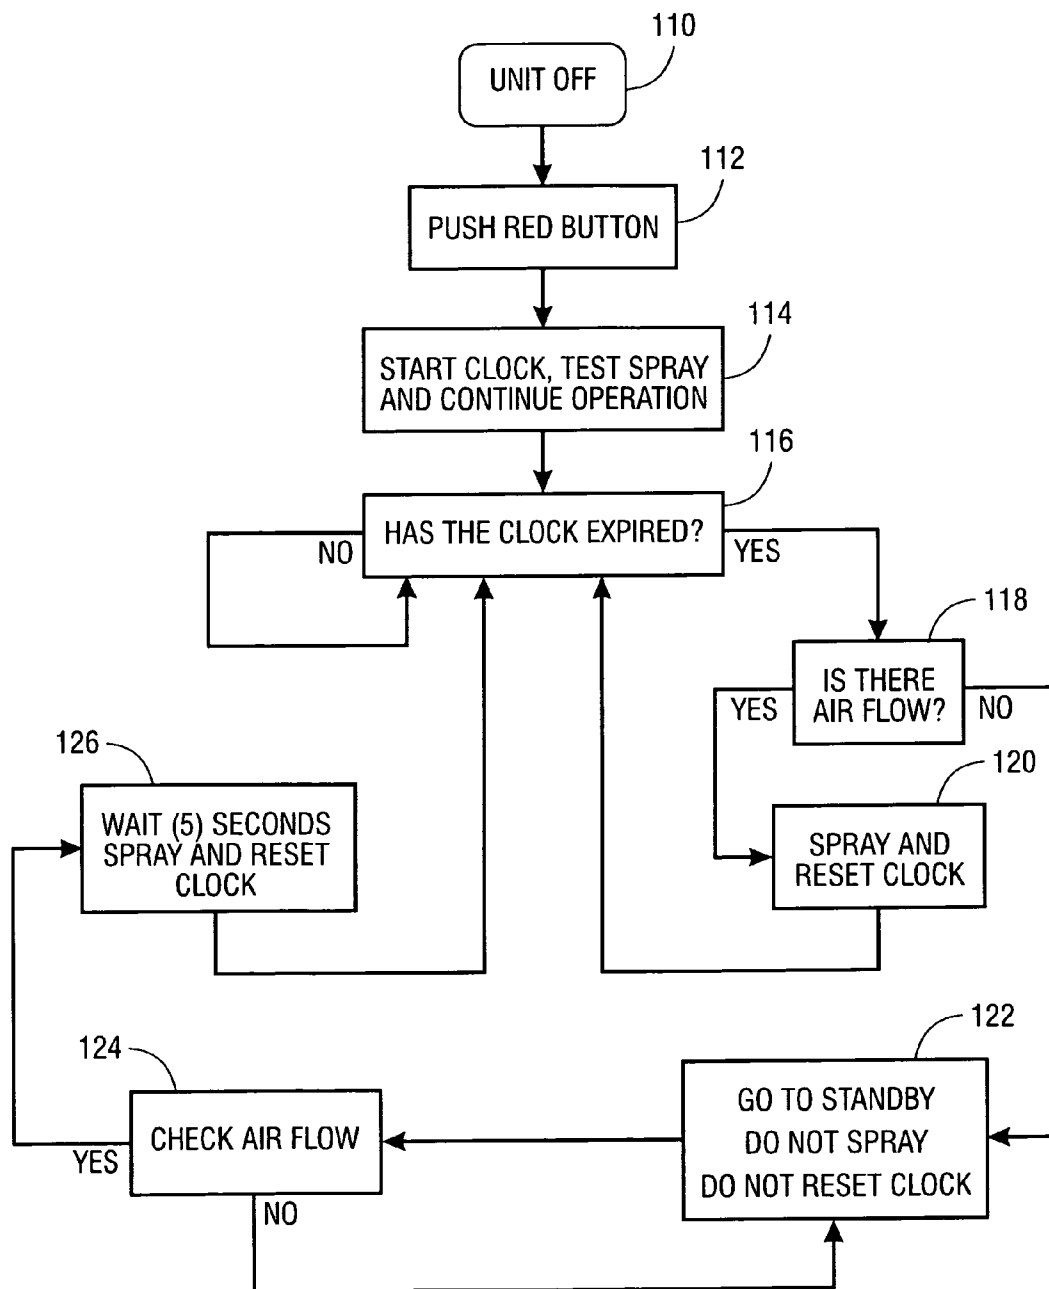 110
UNIT OFF
112
PUSH RED BUTTON
114
START CLOCK, TEST SPRAY
AND CONTINUE OPERATION
116
HAS THE CLOCK EXPIRED?
NO
YES
118
IS THERE
AIR FLOW?
YES
NO
126
WAIT (5) SECONDS
SPRAY AND RESET
CLOCK
120
SPRAY AND
RESET CLOCK
124
CHECK AIR FLOW
YES
NO
122
GO TO STANDBY
DO NOT SPRAY
DO NOT RESET CLOCK